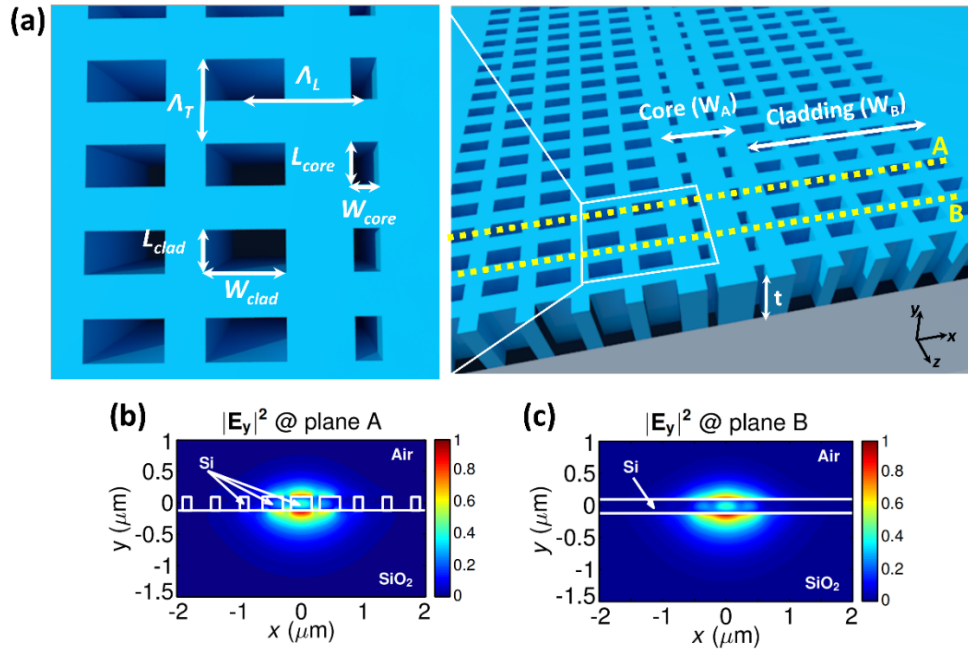 (a)
Λ_T
Λ_L
L_core
W_core
L_clad
W_clad
Core (W_A)
Cladding (W_B)
A
B
t
y
x
z
(b)
|E_y|² @ plane A
Si
Air
SiO₂
y (μm)
1
0.5
0
-0.5
-1
-1.5
-2 -1 0 1 2
x (μm)
1
0.8
0.6
0.4
0.2
0
(c)
|E_y|² @ plane B
Si
Air
SiO₂
y (μm)
1
0.5
0
-0.5
-1
-1.5
-2 -1 0 1 2
x (μm)
1
0.8
0.6
0.4
0.2
0